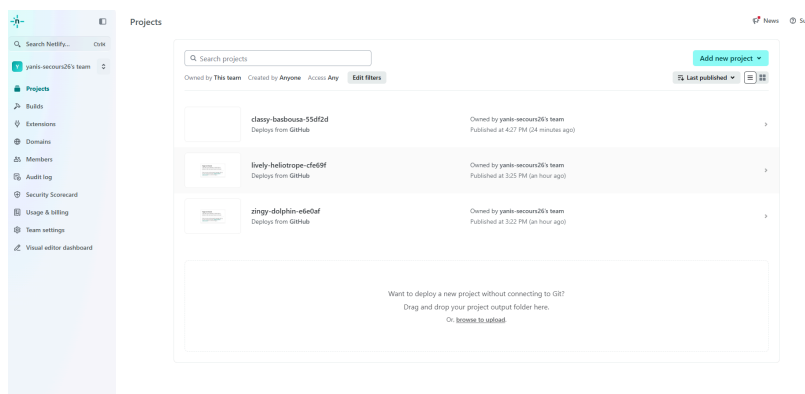 Projects
News
Search Netlify...
Ctrl K
yanis-secours26's team
Projects
Builds
Extensions
Domains
Members
Audit log
Security Scorecard
Usage & billing
Team settings
Visual editor dashboard
Search projects
Add new project
Owned by This team Created by Anyone Access Any Edit filters
Last published
classy-basbousa-55df2d
Deploys from GitHub
Owned by yanis-secours26's team
Published at 4:27 PM (24 minutes ago)
lively-heliotrope-cfe69f
Deploys from GitHub
Owned by yanis-secours26's team
Published at 3:25 PM (an hour ago)
zingy-dolphin-e6e0af
Deploys from GitHub
Owned by yanis-secours26's team
Published at 3:22 PM (an hour ago)
Want to deploy a new project without connecting to Git?
Drag and drop your project output folder here.
Or, browse to upload.